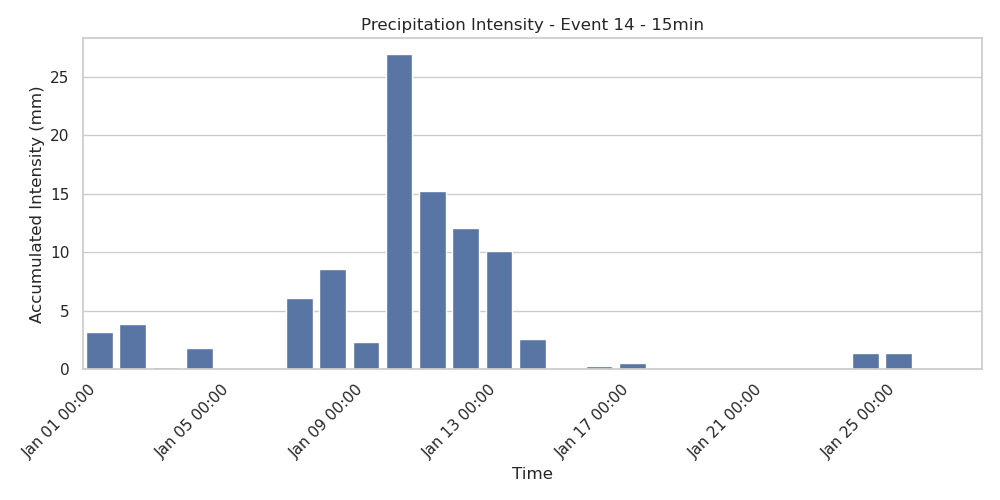 Precipitation Intensity - Event 14 - 15min
Accumulated Intensity (mm)
25
20
15
10
5
0
Jan 01 00:00
Jan 05 00:00
Jan 09 00:00
Jan 13 00:00
Jan 17 00:00
Jan 21 00:00
Jan 25 00:00
Time